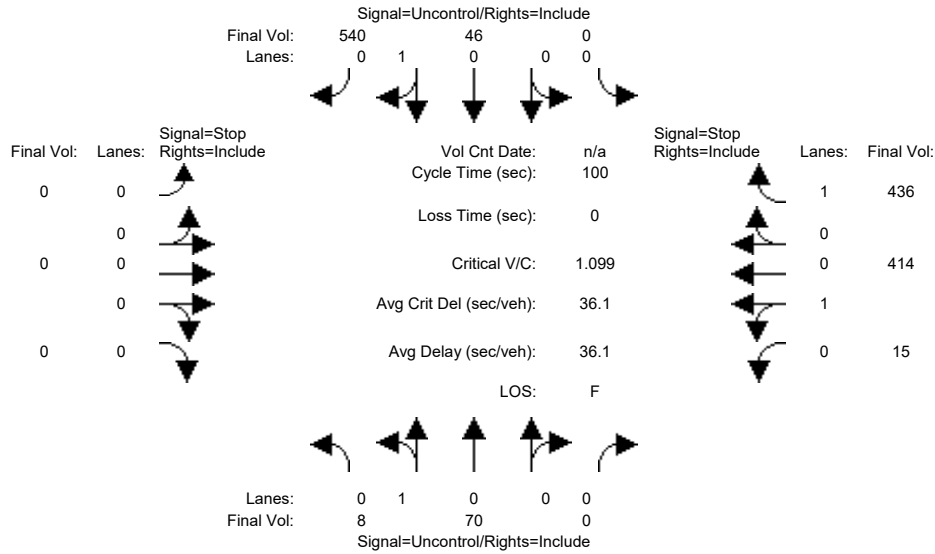 Signal=Uncontrol/Rights=Include
Final Vol: 540 46 0
Lanes: 0 1 0 0 0
Signal=Stop
Final Vol: Lanes: Rights=Include
Vol Cnt Date: n/a
Signal=Stop
Rights=Include Lanes: Final Vol:
Cycle Time (sec): 100
0 0
1 436
Loss Time (sec): 0
0
0
0 0
Critical V/C: 1.099
0 414
0
Avg Crit Del (sec/veh): 36.1
1
0 0
Avg Delay (sec/veh): 36.1
0 15
LOS: F
Lanes: 0 1 0 0 0
Final Vol: 8 70 0
Signal=Uncontrol/Rights=Include